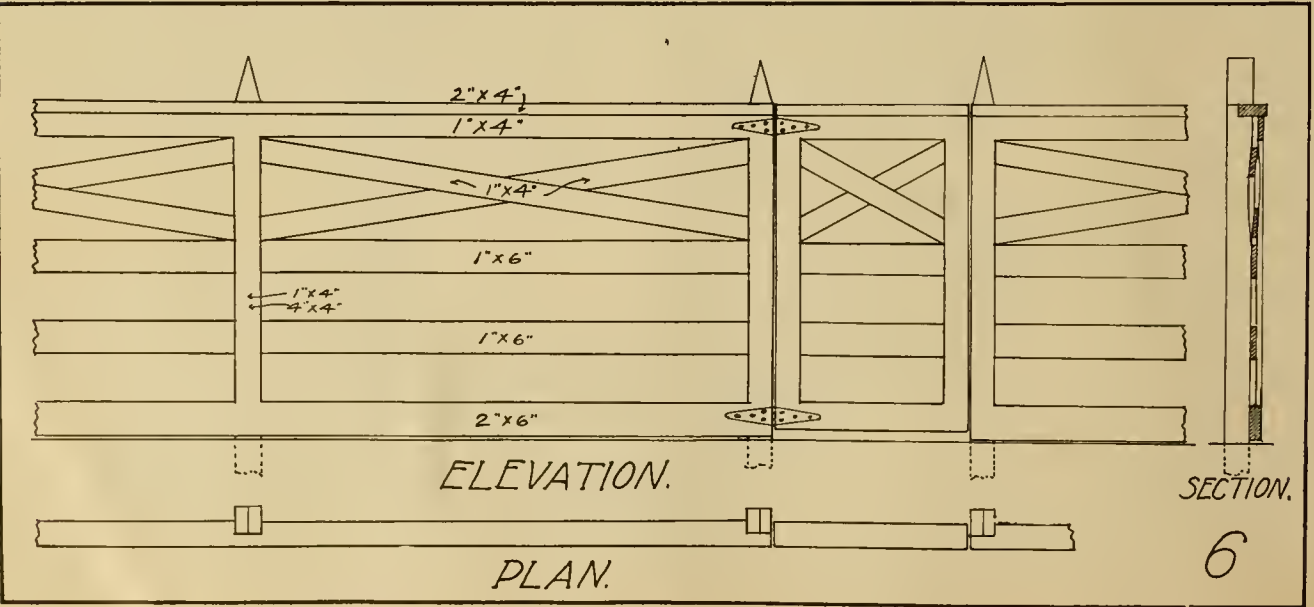 2"X4"
1"X4"
1"X4"
1"X6"
1"X4"
4"X4"
1"X6"
2"X6"
ELEVATION.
SECTION.
PLAN.
6